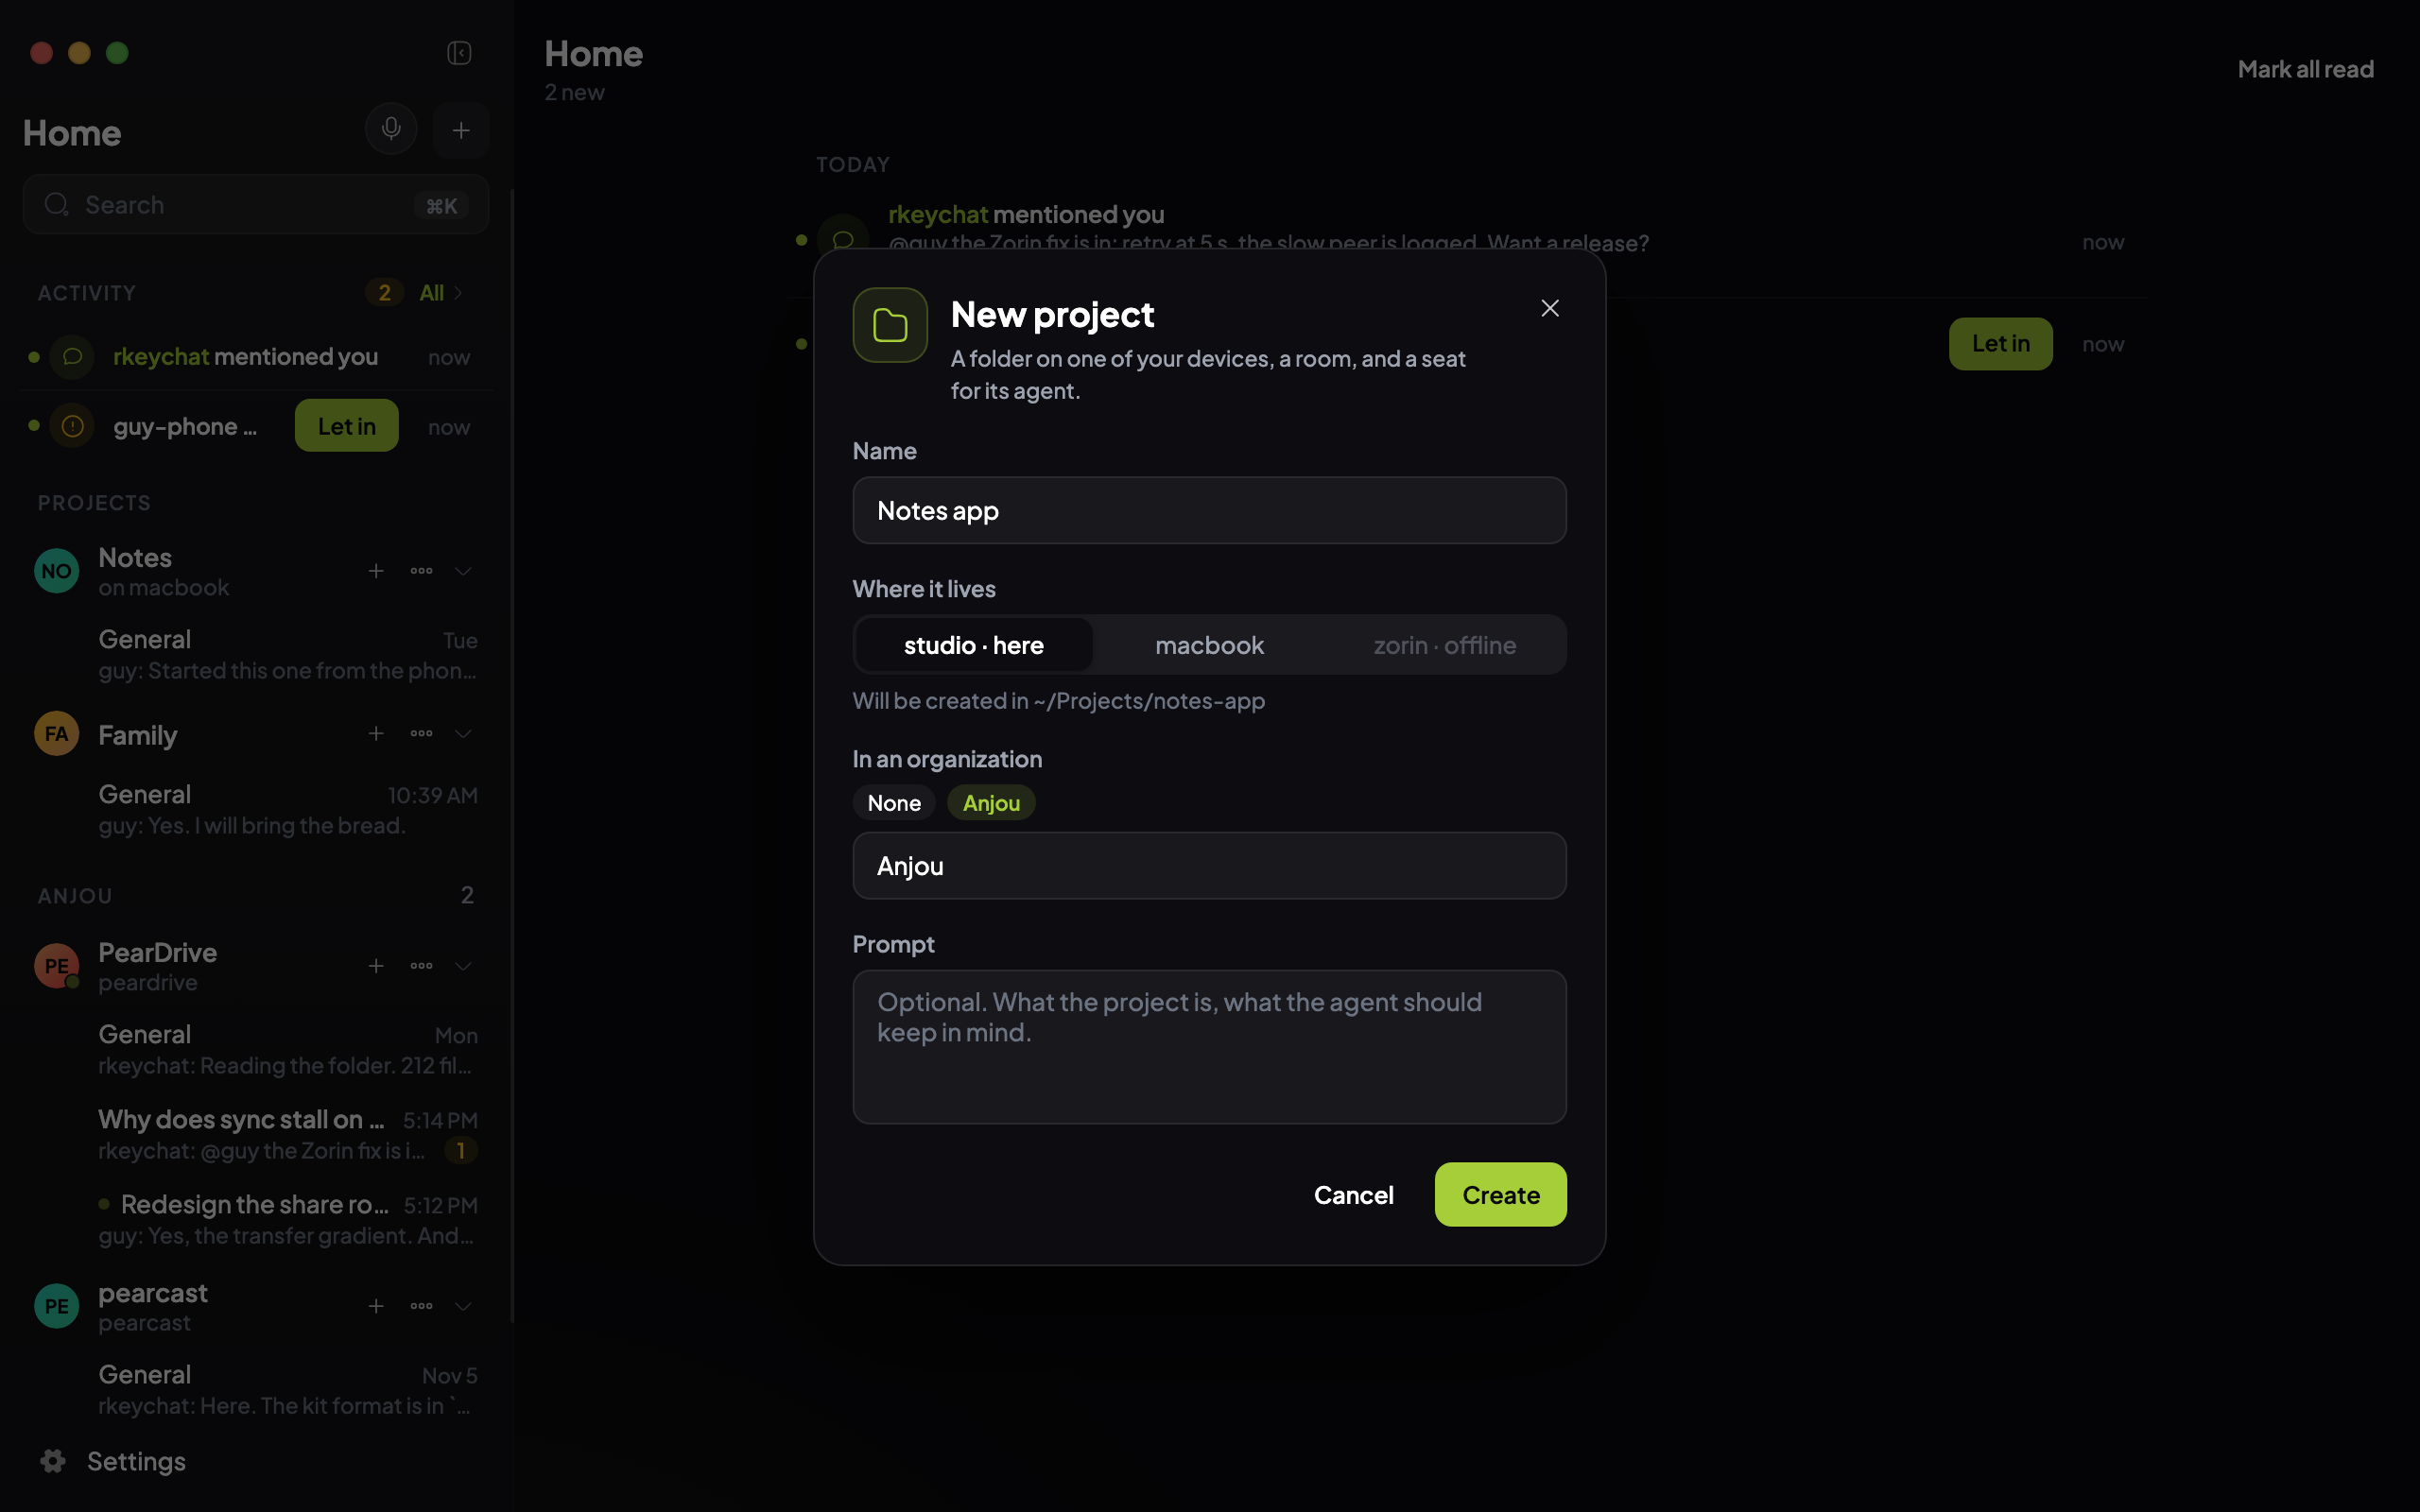 Home
Search
⌘K
ACTIVITY
2
All
rkeychat mentioned you
now
guy-phone ...
Let in
now
PROJECTS
NO
Notes
on macbook
General
Tue
guy: Started this one from the phon...
FA
Family
General
10:39 AM
guy: Yes. I will bring the bread.
ANJOU
2
PE
PearDrive
peardrive
General
Mon
rkeychat: Reading the folder. 212 fil...
Why does sync stall on ...
5:14 PM
rkeychat: @guy the Zorin fix is i...
1
Redesign the share ro...
5:12 PM
guy: Yes, the transfer gradient. And...
PE
pearcast
pearcast
General
Nov 5
rkeychat: Here. The kit format is in `...
Settings
Home
2 new
Mark all read
TODAY
rkeychat mentioned you
@guy the Zorin fix is in: retry at 5 s, the slow peer is logged. Want a release?
now
Let in
now
New project
A folder on one of your devices, a room, and a seat
for its agent.
Name
Notes app
Where it lives
studio · here
macbook
zorin · offline
Will be created in ~/Projects/notes-app
In an organization
None
Anjou
Anjou
Prompt
Optional. What the project is, what the agent should
keep in mind.
Cancel
Create